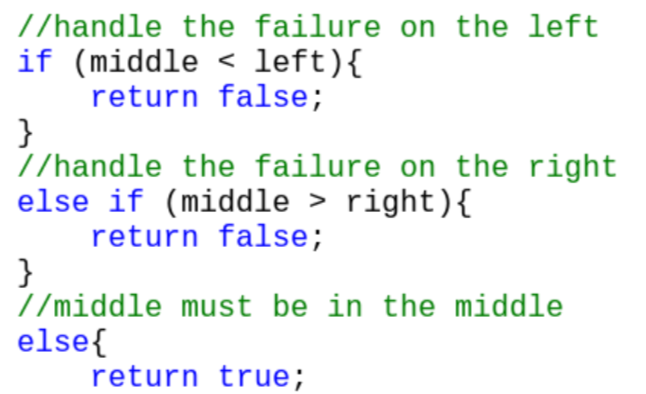 //handle the failure on the left
if (middle < left){
    return false;
}
//handle the failure on the right
else if (middle > right){
    return false;
}
//middle must be in the middle
else{
    return true;